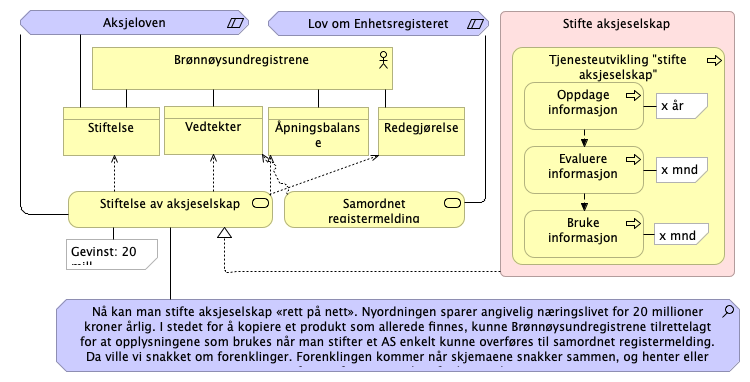 Aksjeloven
Lov om Enhetsregisteret
Stifte aksjeselskap
Brønnøysundregistrene
Tjenesteutvikling "stifte
aksjeselskap"
Oppdage
informasjon
x år
Stiftelse
Vedtekter
Åpningsbalans
e
Redegjørelse
Evaluere
informasjon
x mnd
Stiftelse av aksjeselskap
Samordnet
registermelding
Bruke
informasjon
x mnd
Gevinst: 20
mill
Nå kan man stifte aksjeselskap «rett på nett». Nyordningen sparer angivelig næringslivet for 20 millioner
kroner årlig. I stedet for å kopiere et produkt som allerede finnes, kunne Brønnøysundregistrene tilrettelagt
for at opplysningene som brukes når man stifter et AS enkelt kunne overføres til samordnet registermelding.
Da ville vi snakket om forenklinger. Forenklingen kommer når skjemaene snakker sammen, og henter eller